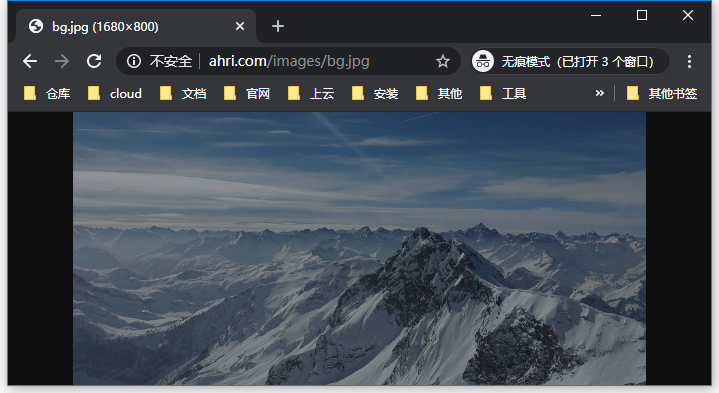 bg.jpg (1680×800)
不安全 ahri.com/images/bg.jpg 无痕模式 (已打开 3 个窗口)
仓库 cloud 文档 官网 上云 安装 其他 工具 » 其他书签